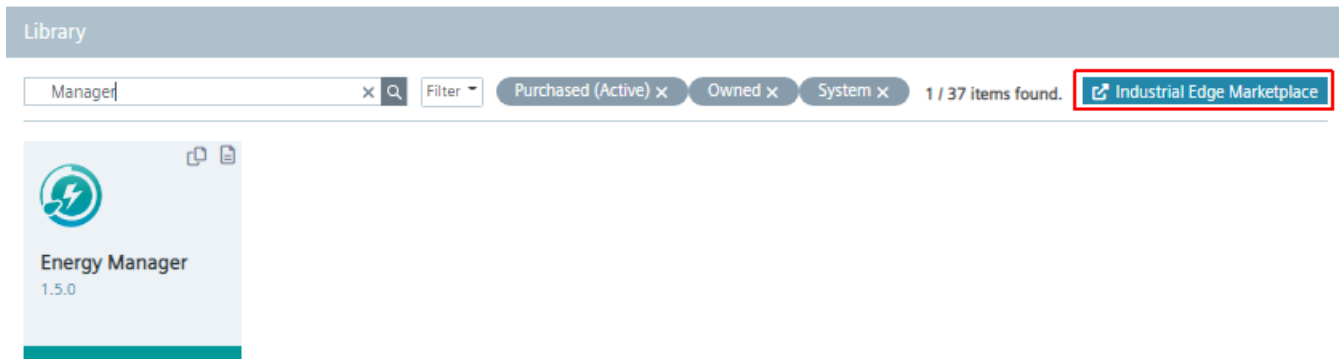 Library
Manager
Filter
Purchased (Active) x
Owned x
System x
1 / 37 items found.
Industrial Edge Marketplace
Energy Manager
1.5.0